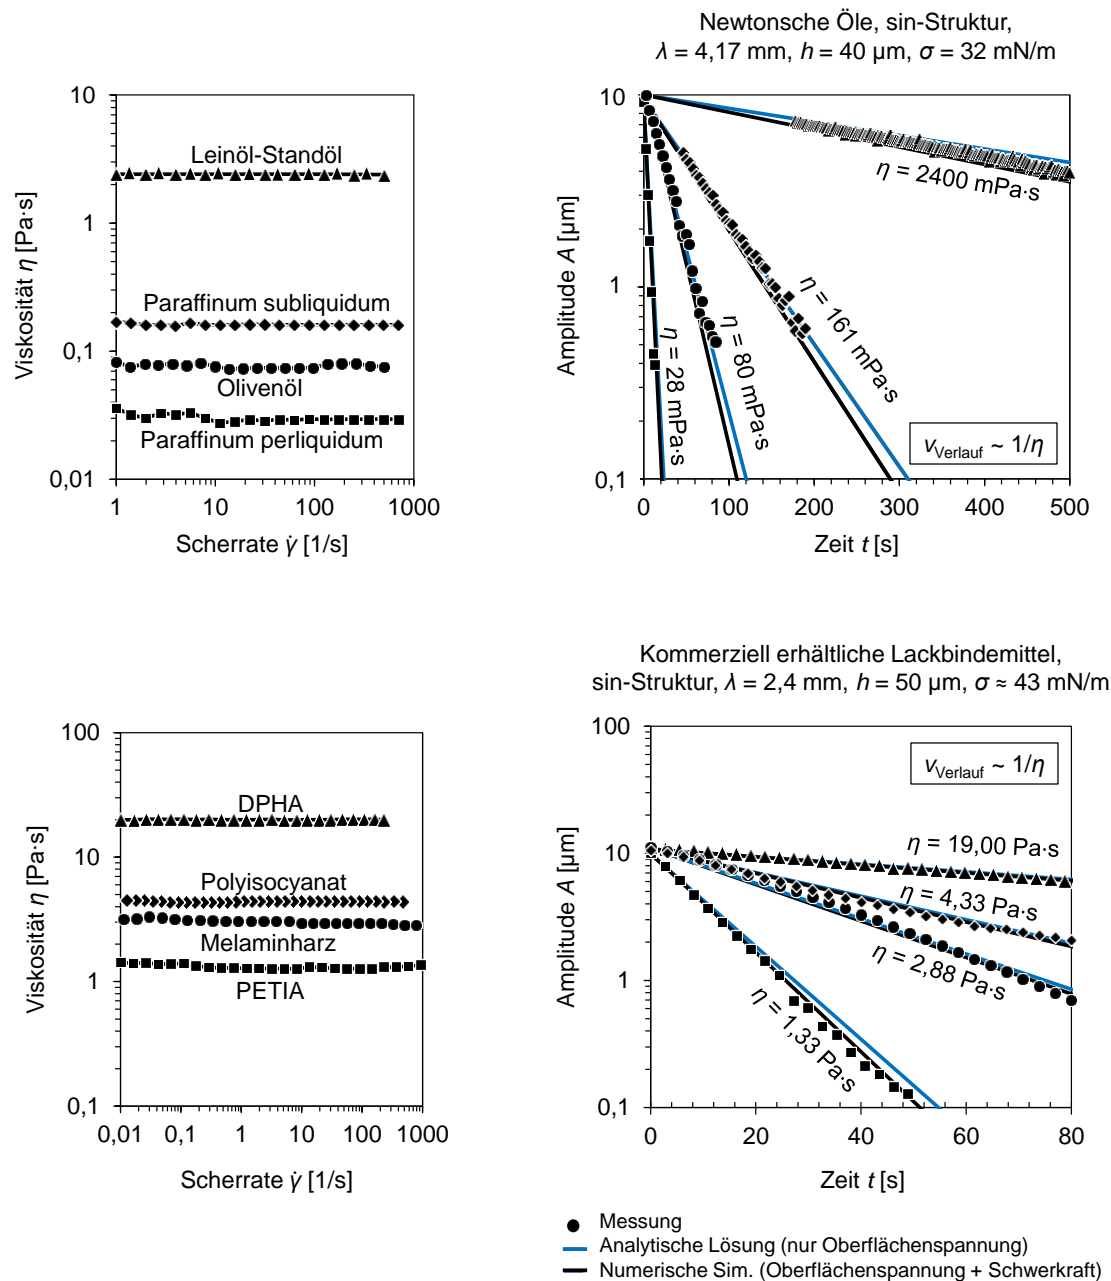 Newtonsche Öle, sin-Struktur,
λ = 4,17 mm, h = 40 µm, σ = 32 mN/m
Viskosität η [Pa·s]
10
1
0,1
0,01
Leinöl-Standöl
Paraffinum subliquidum
Olivenöl
Paraffinum perliquidum
1 10 100 1000
Scherrate γ̇ [1/s]
Amplitude A [µm]
10
1
0,1
η = 2400 mPa·s
η = 161 mPa·s
η = 80 mPa·s
η = 28 mPa·s
vVerlauf ~ 1/η
0 100 200 300 400 500
Zeit t [s]
Kommerziell erhältliche Lackbindemittel,
sin-Struktur, λ = 2,4 mm, h = 50 µm, σ ≈ 43 mN/m
Viskosität η [Pa·s]
100
10
1
0,1
DPHA
Polyisocyanat
Melaminharz
PETIA
0,01 0,1 1 10 100 1000
Scherrate γ̇ [1/s]
Amplitude A [µm]
100
10
1
0,1
vVerlauf ~ 1/η
η = 19,00 Pa·s
η = 4,33 Pa·s
η = 2,88 Pa·s
η = 1,33 Pa·s
0 20 40 60 80
Zeit t [s]
Messung
Analytische Lösung (nur Oberflächenspannung)
Numerische Sim. (Oberflächenspannung + Schwerkraft)